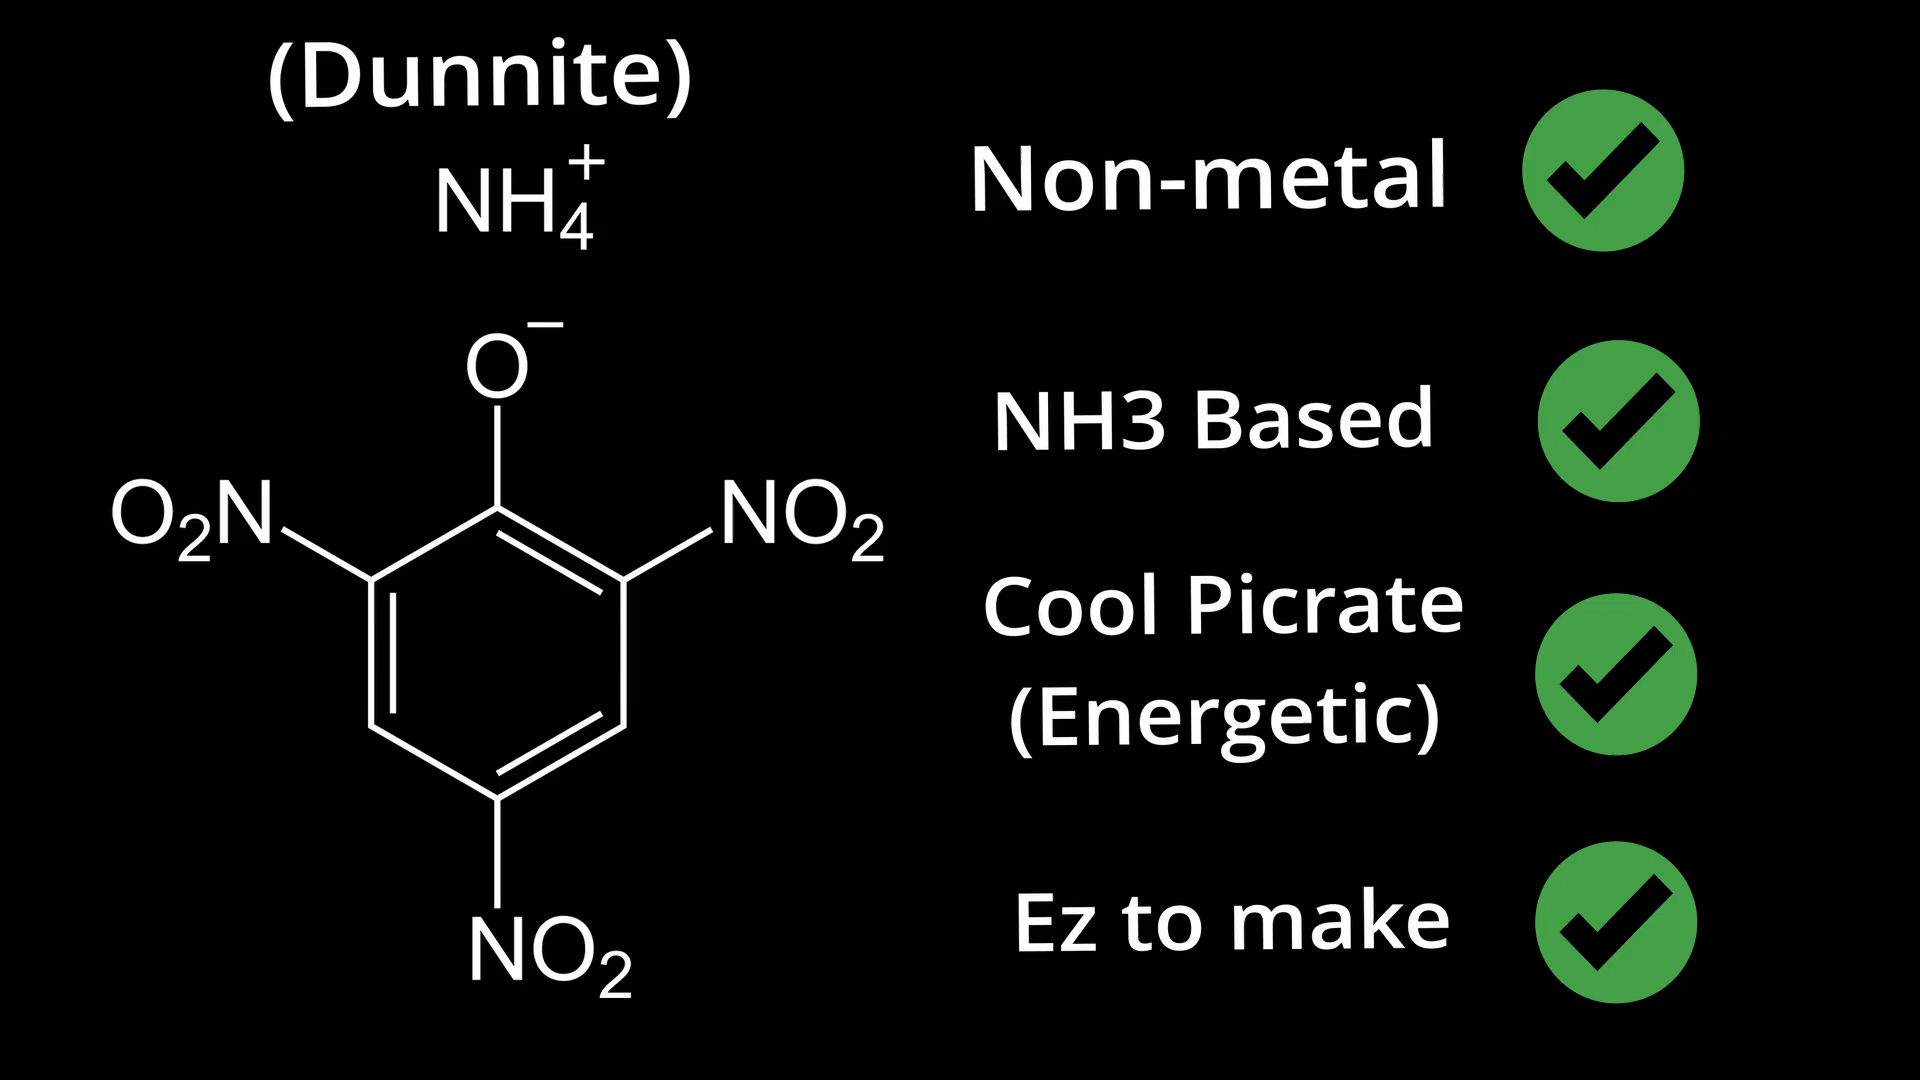 (Dunnite)
NH4+
O−
O2N
NO2
NO2
Non-metal
NH3 Based
Cool Picrate
(Energetic)
Ez to make